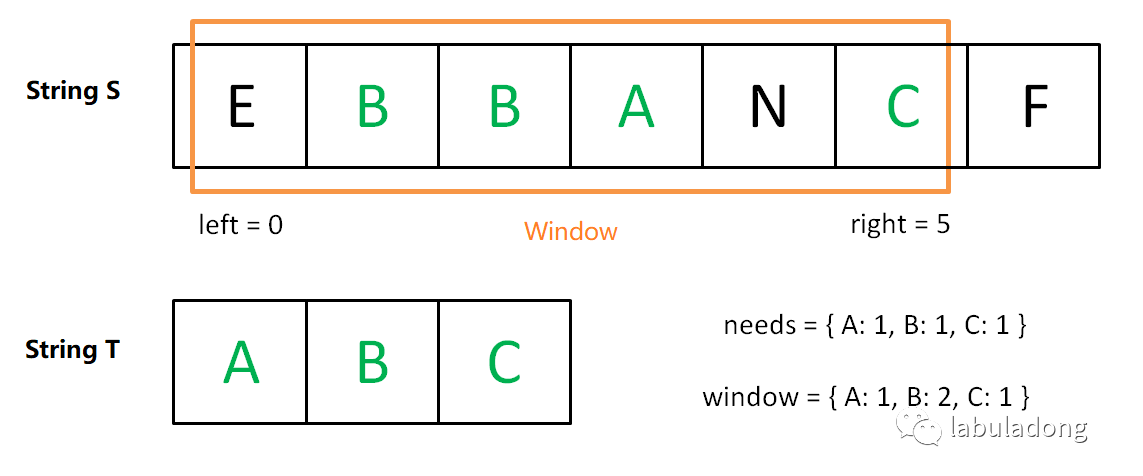 String S E B B A N C F
left = 0 Window right = 5
String T A B C
needs = { A: 1, B: 1, C: 1 }
window = { A: 1, B: 2, C: 1 }
labuladong